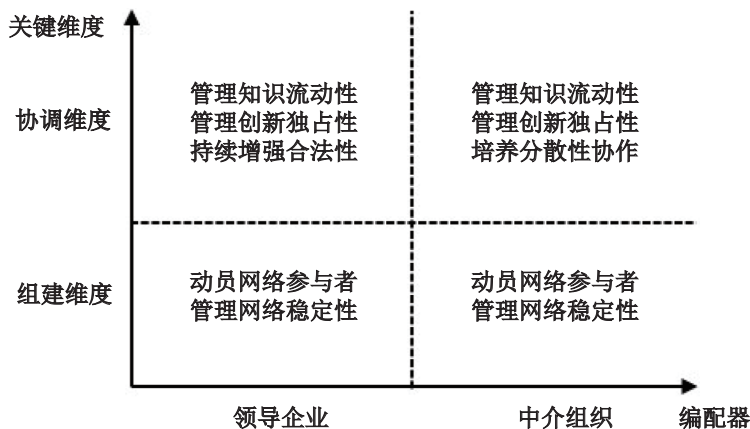 关键维度
协调维度
管理知识流动性
管理创新独占性
持续增强合法性
管理知识流动性
管理创新独占性
培养分散性协作
组建维度
动员网络参与者
管理网络稳定性
动员网络参与者
管理网络稳定性
领导企业
中介组织
编配器